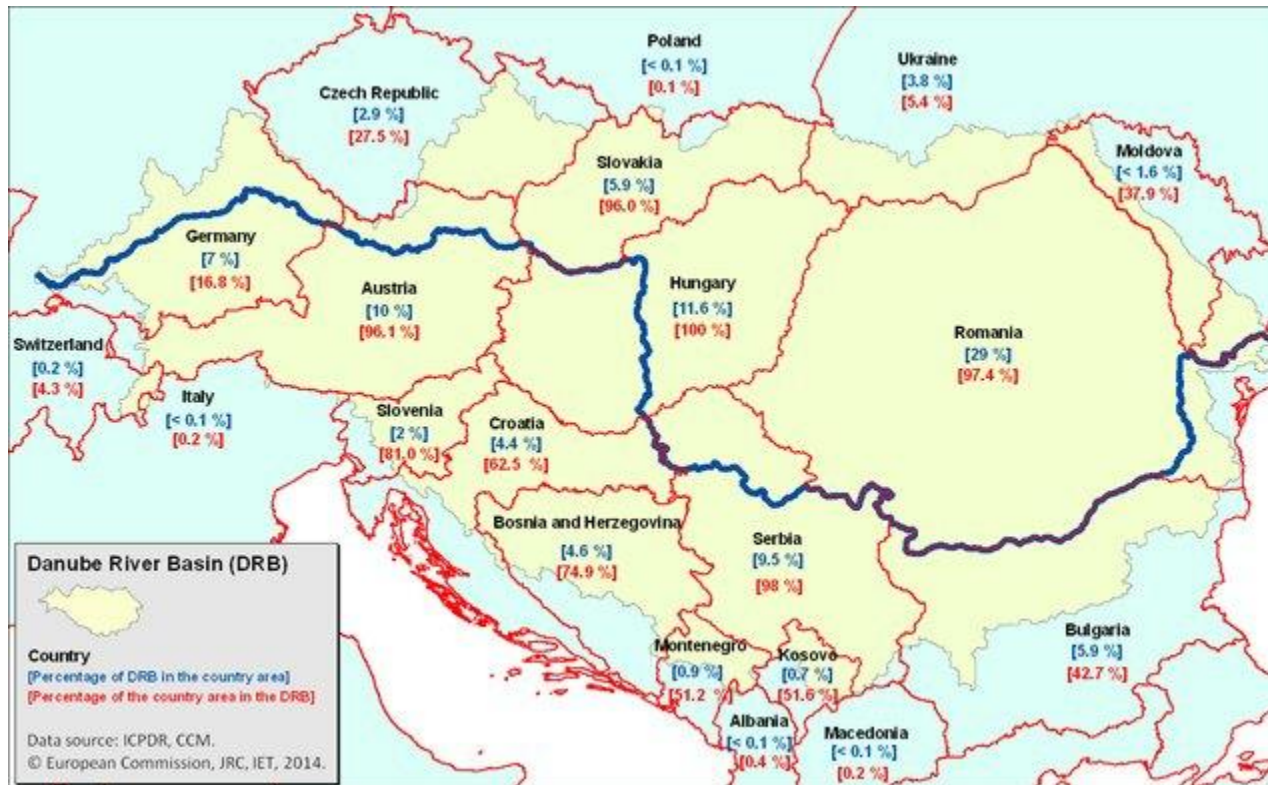 Poland
[< 0.1 %]
[0.1 %]
Ukraine
[3.8 %]
[5.4 %]
Czech Republic
[2.9 %]
[27.5 %]
Slovakia
[5.9 %]
[96.0 %]
Moldova
[< 1.6 %]
[37.9 %]
Germany
[7 %]
[16.8 %]
Austria
[10 %]
[96.1 %]
Hungary
[11.6 %]
[100 %]
Romania
[29 %]
[97.4 %]
Switzerland
[0.2 %]
[4.3 %]
Italy
[< 0.1 %]
[0.2 %]
Slovenia
[2 %]
[81.0 %]
Croatia
[4.4 %]
[62.5 %]
Bosnia and Herzegovina
[4.6 %]
[74.9 %]
Serbia
[9.5 %]
[98 %]
Bulgaria
[5.9 %]
[42.7 %]
Montenegro
[0.9 %]
[51.2 %]
Kosovo
[0.7 %]
[51.6 %]
Albania
[< 0.1 %]
[0.4 %]
Macedonia
[< 0.1 %]
[0.2 %]
Danube River Basin (DRB)
Country
[Percentage of DRB in the country area]
[Percentage of the country area in the DRB]
Data source: ICPDR, CCM.
© European Commission, JRC, IET, 2014.